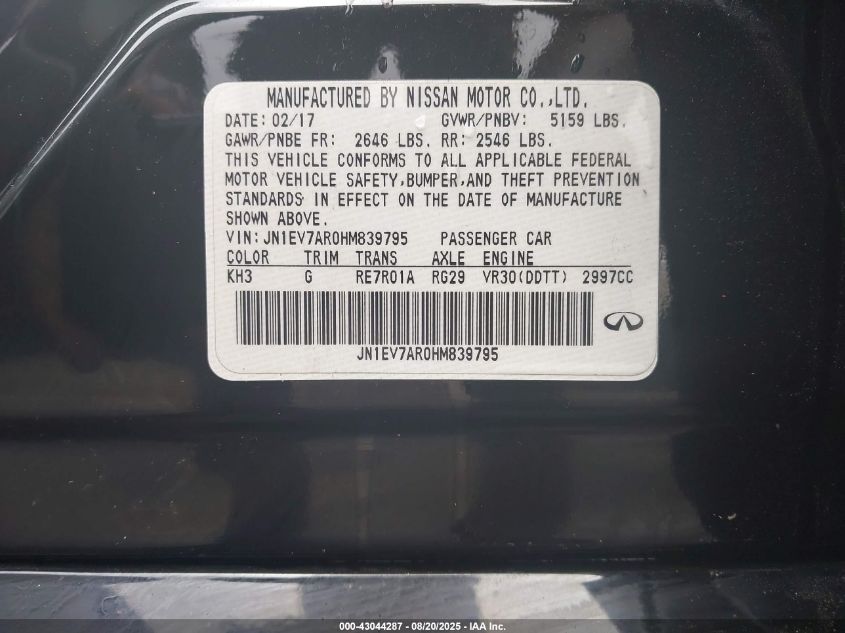 MANUFACTURED BY NISSAN MOTOR CO.,LTD.
DATE: 02/17 GVWR/PNBV: 5159 LBS.
GAWR/PNBE FR: 2646 LBS. RR: 2546 LBS.
THIS VEHICLE CONFORMS TO ALL APPLICABLE FEDERAL
MOTOR VEHICLE SAFETY,BUMPER,AND THEFT PREVENTION
STANDARDS IN EFFECT ON THE DATE OF MANUFACTURE
SHOWN ABOVE.
VIN: JN1EV7AR0HM839795 PASSENGER CAR
COLOR TRIM TRANS AXLE ENGINE
KH3 G RE7R01A RG29 VR30(DDTT) 2997CC
JN1EV7AR0HM839795
000-43044287 - 08/20/2025 - IAA, Inc.